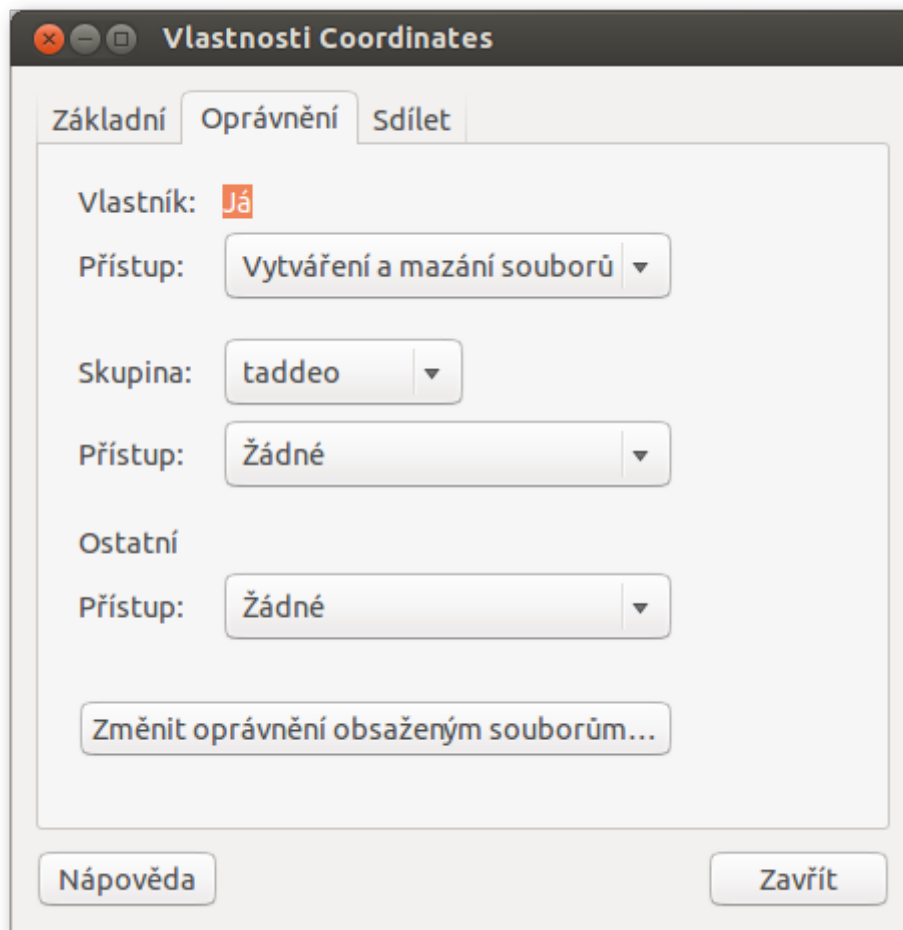 Vlastnosti Coordinates
Základní Oprávnění Sdílet
Vlastník: Já
Přístup: Vytváření a mazání souborů
Skupina: taddeo
Přístup: Žádné
Ostatní
Přístup: Žádné
Změnit oprávnění obsaženým souborům...
Nápověda Zavřít